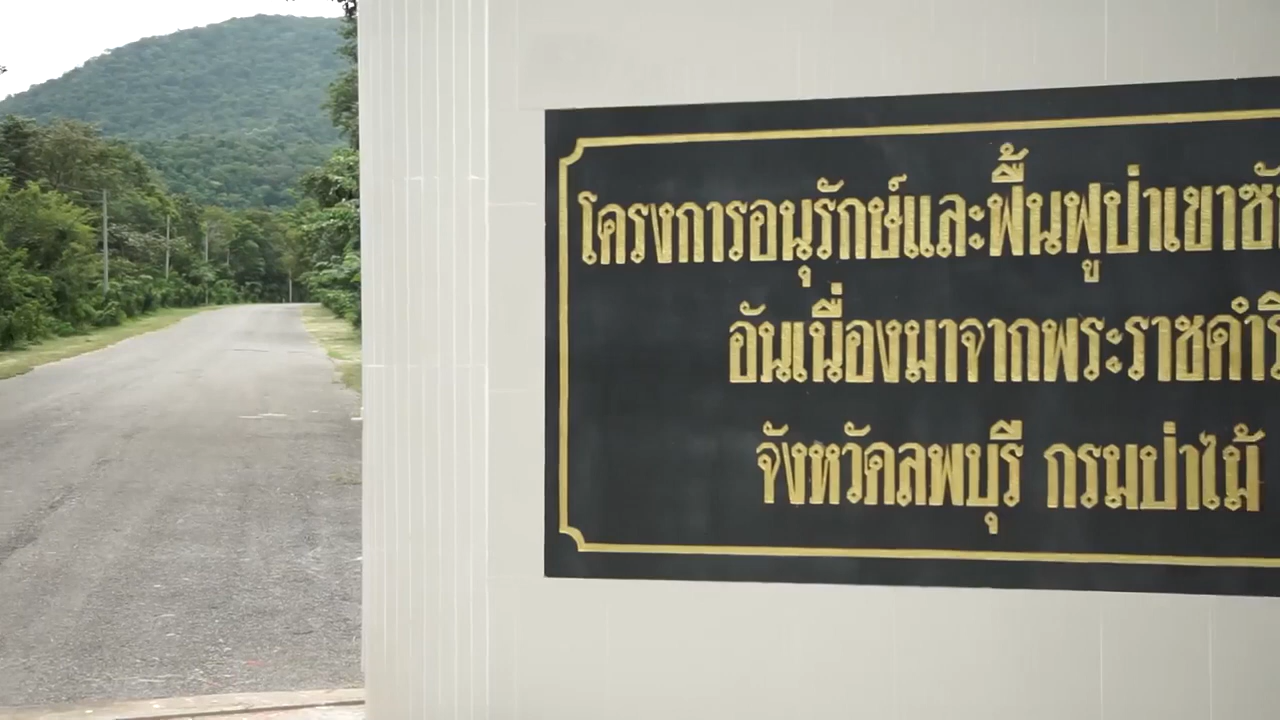 โครงการอนุรักษ์และฟื้นฟูป่าเขาซั
อันเนื่องมาจากพระราชดำริ
จังหวัดลพบุรี กรมป่าไม้